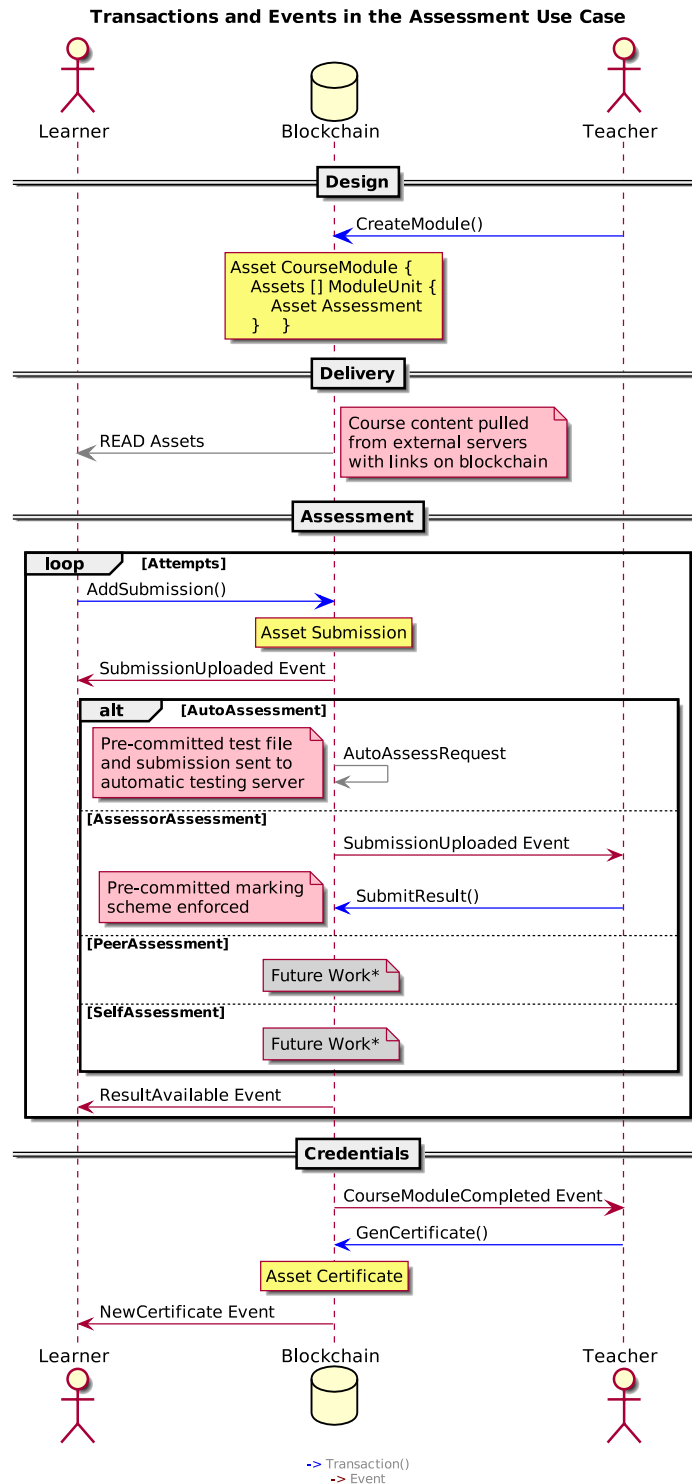 Transactions and Events in the Assessment Use Case
Learner
Blockchain
Teacher
Design
CreateModule()
Asset CourseModule {
Assets [] ModuleUnit {
Asset Assessment
} }
Delivery
READ Assets
Course content pulled
from external servers
with links on blockchain
Assessment
loop [Attempts]
AddSubmission()
Asset Submission
SubmissionUploaded Event
alt [AutoAssessment]
Pre-committed test file
and submission sent to
automatic testing server
AutoAssessRequest
[AssessorAssessment]
SubmissionUploaded Event
Pre-committed marking
scheme enforced
SubmitResult()
[PeerAssessment]
Future Work*
[SelfAssessment]
Future Work*
ResultAvailable Event
Credentials
CourseModuleCompleted Event
GenCertificate()
Asset Certificate
NewCertificate Event
Learner
Blockchain
Teacher
-> Transaction()
-> Event